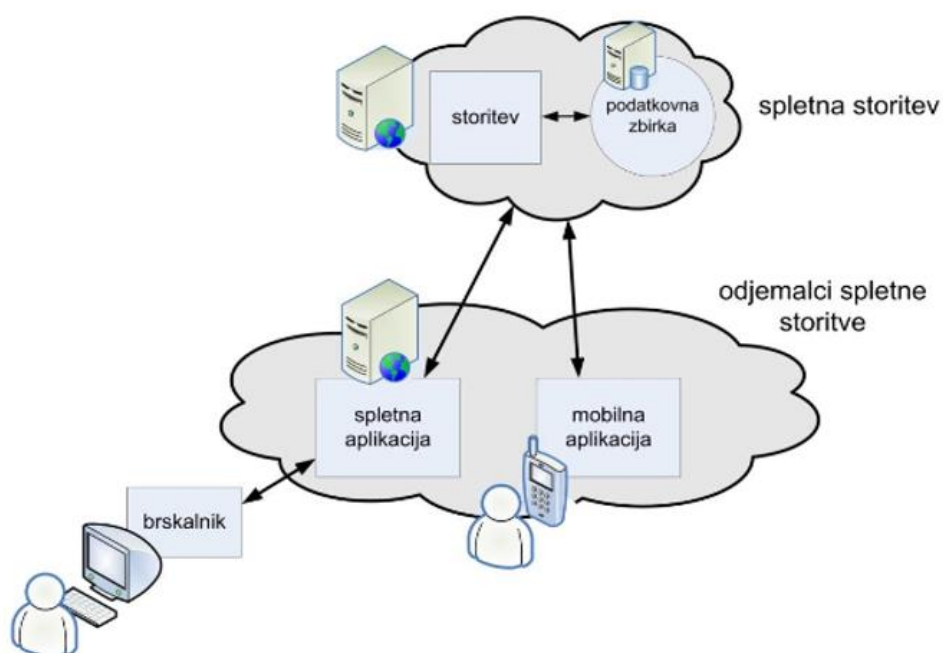 storitev
podatkovna
zbirka
spletna storitev
odjemalci spletne
storitve
spletna
aplikacija
mobilna
aplikacija
brskalnik